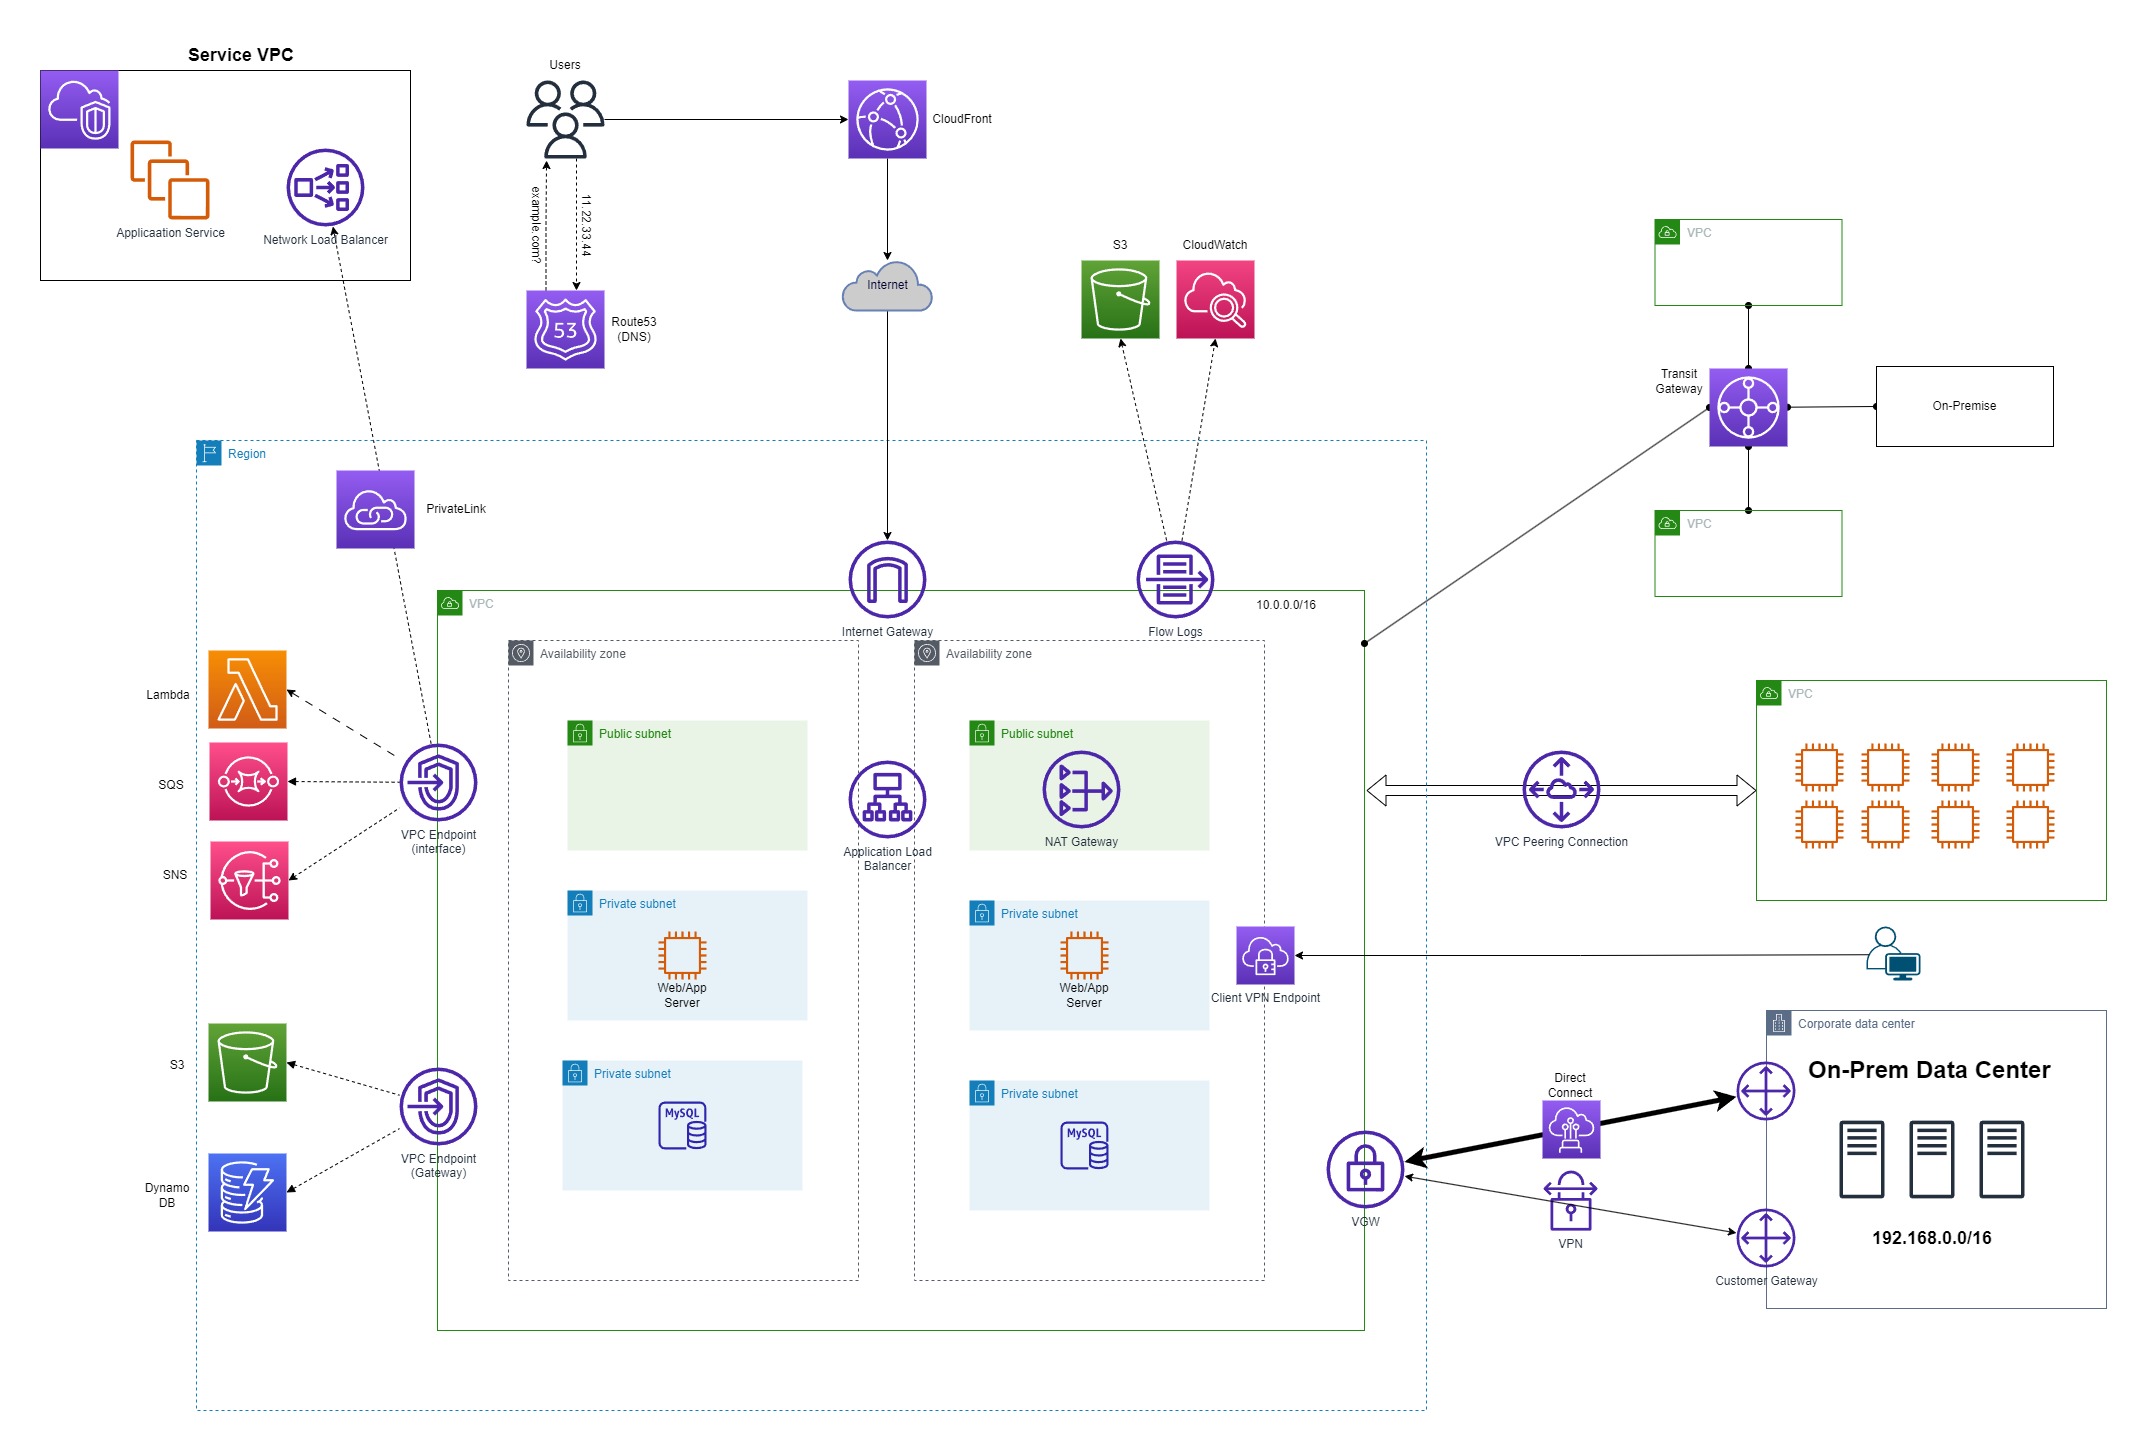 Service VPC
Applicaation Service
Network Load Balancer
Users
CloudFront
example.com?
11.22.33.44
53
Route53
(DNS)
Internet
S3
CloudWatch
VPC
Transit
Gateway
On-Premise
VPC
Region
PrivateLink
VPC
Internet Gateway
Flow Logs
10.0.0.0/16
Availability zone
Availability zone
Lambda
SQS
SNS
VPC Endpoint
(interface)
Public subnet
Public subnet
NAT Gateway
Application Load
Balancer
VPC Peering Connection
VPC
Private subnet
Web/App
Server
Private subnet
Web/App
Server
Client VPN Endpoint
S3
Dynamo
DB
VPC Endpoint
(Gateway)
Private subnet
MySQL
Private subnet
MySQL
VGW
Direct
Connect
VPN
Corporate data center
On-Prem Data Center
192.168.0.0/16
Customer Gateway